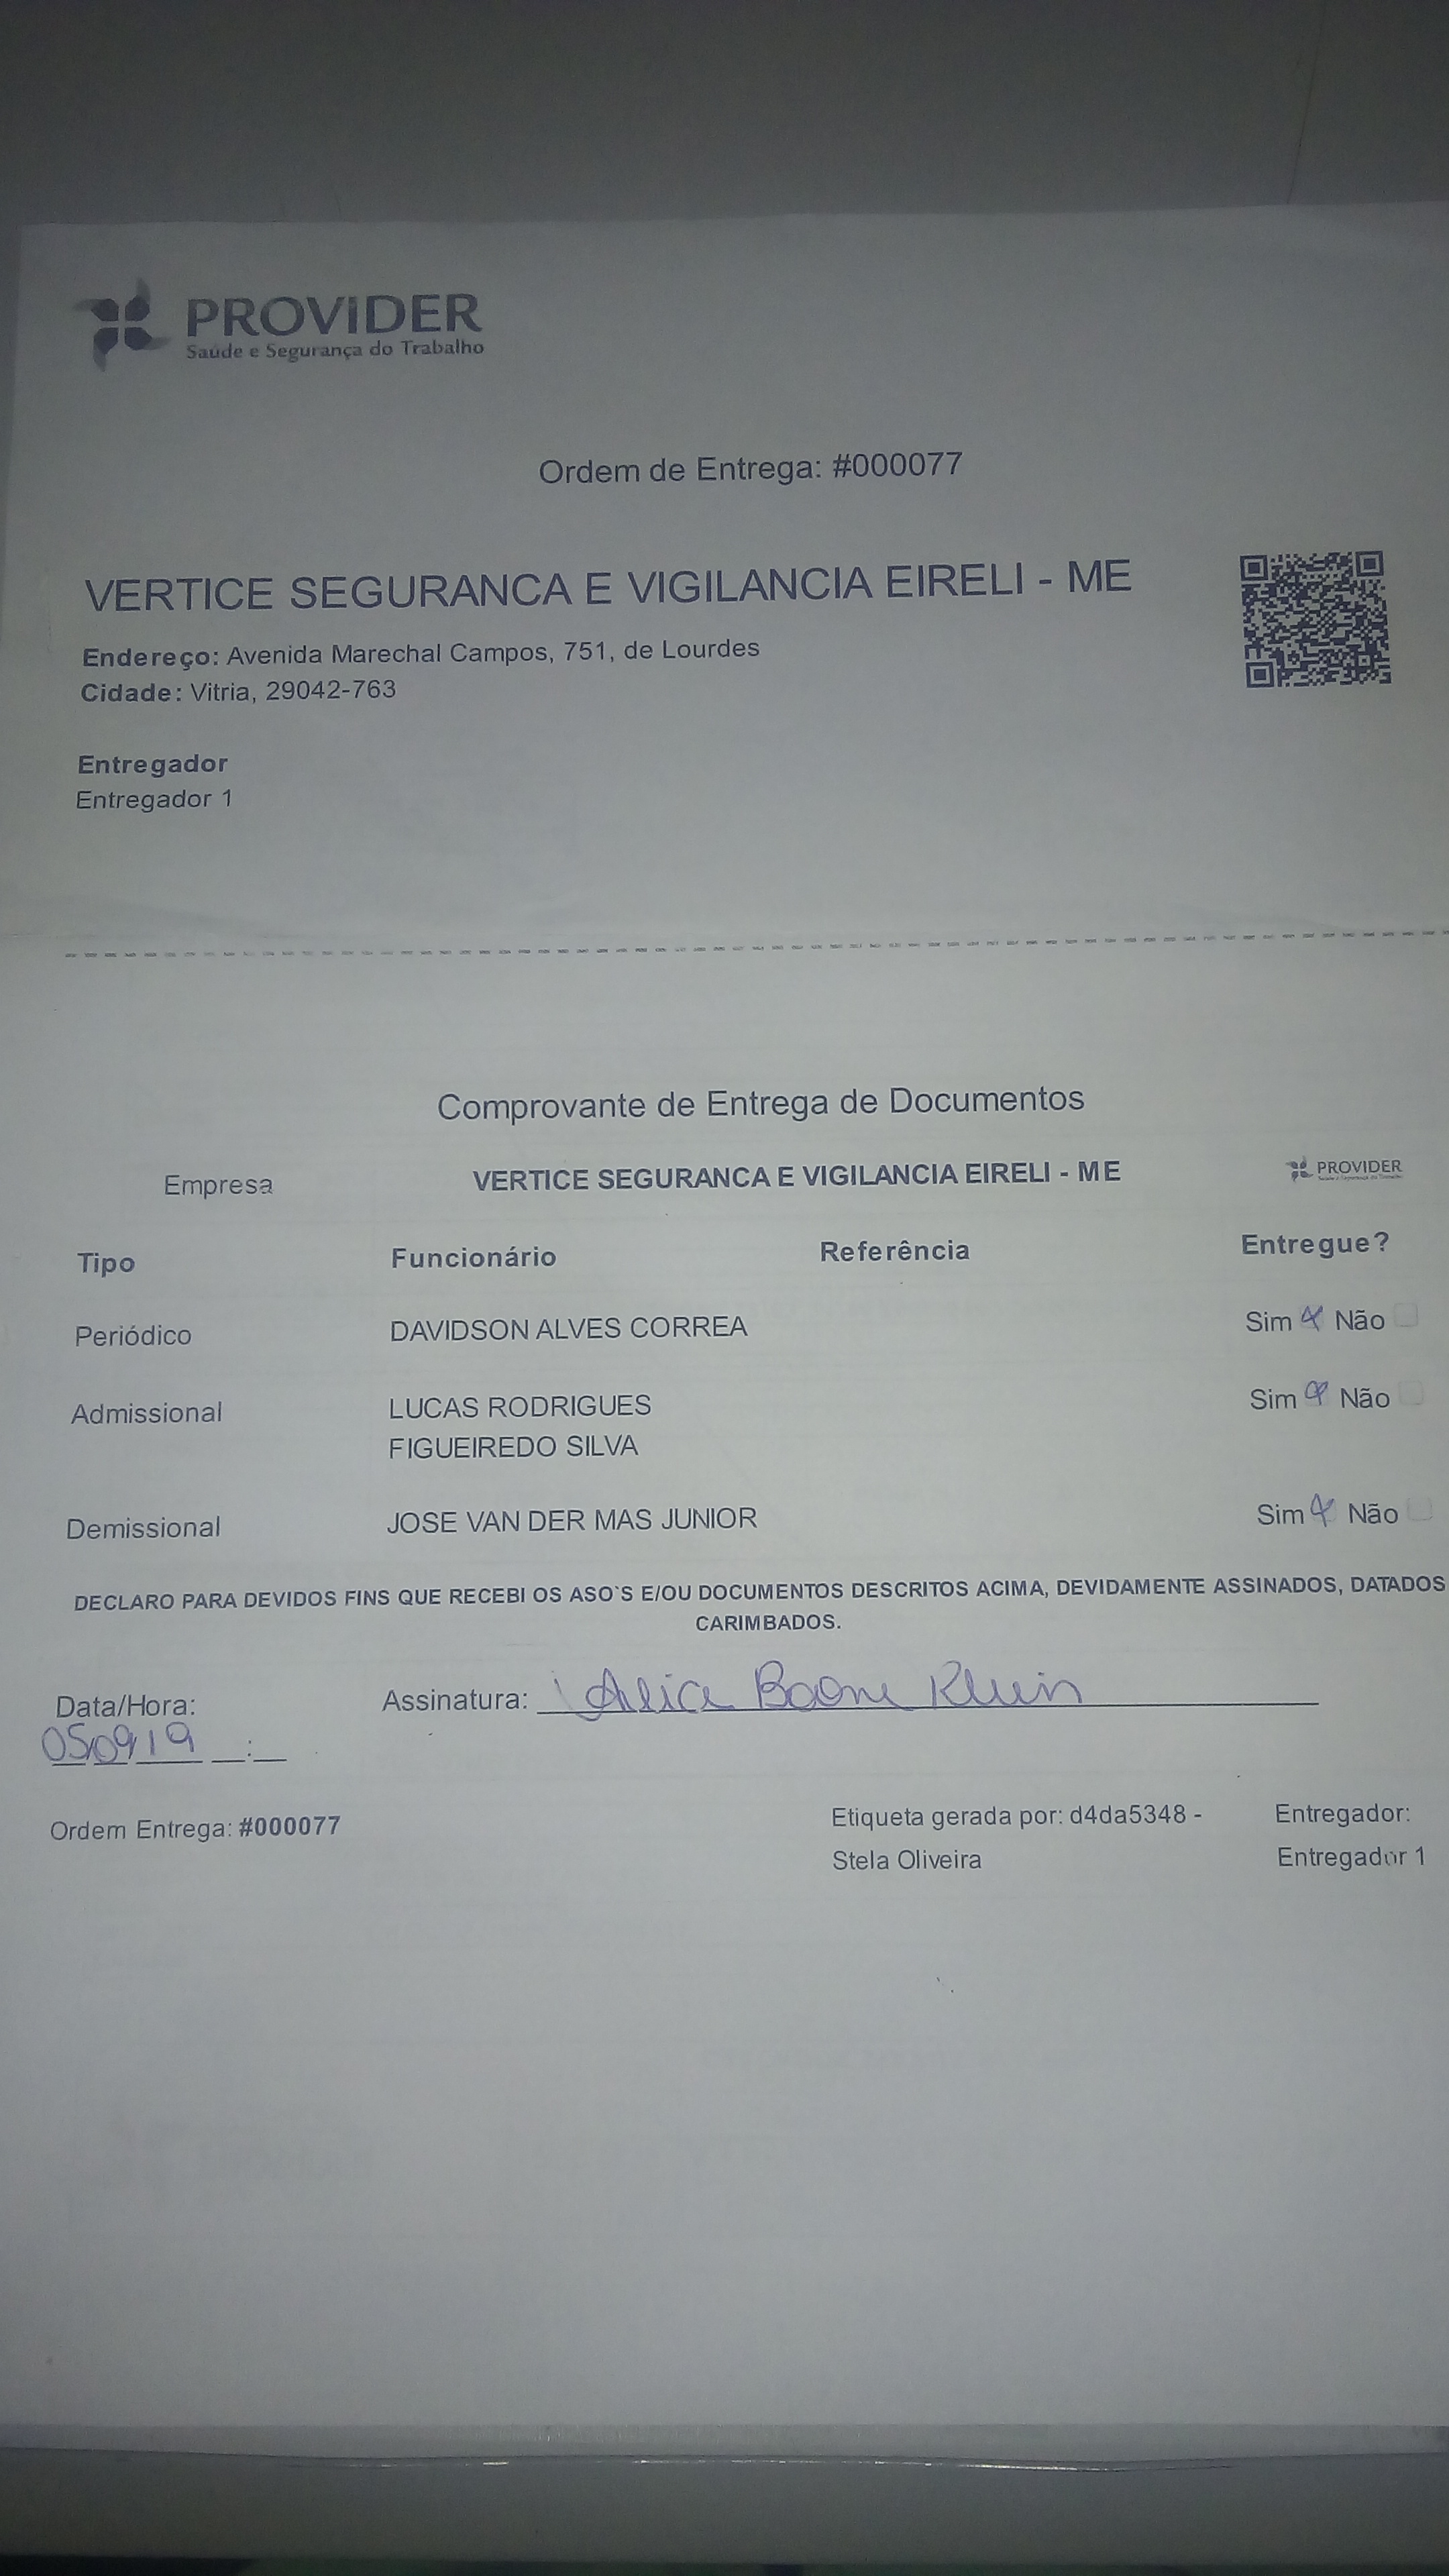 PROVIDER
Saúde e Segurança do Trabalho
Ordem de Entrega: #000077
VERTICE SEGURANCA E VIGILANCIA EIRELI - ME
Endereço: Avenida Marechal Campos, 751, de Lourdes
Cidade: Vitria, 29042-763
Entregador
Entregador 1
Comprovante de Entrega de Documentos
Empresa VERTICE SEGURANCA E VIGILANCIA EIRELI - ME PROVIDER
Saúde e Segurança do Trabalho
Tipo Funcionário Referência Entregue?
Periódico DAVIDSON ALVES CORREA Sim Não
Admissional LUCAS RODRIGUES Sim Não
FIGUEIREDO SILVA
Demissional JOSE VAN DER MAS JUNIOR Sim Não
DECLARO PARA DEVIDOS FINS QUE RECEBI OS ASO`S E/OU DOCUMENTOS DESCRITOS ACIMA, DEVIDAMENTE ASSINADOS, DATADOS
CARIMBADOS.
Data/Hora: Assinatura: Alice Boone
05/09/19 __:__
Ordem Entrega: #000077 Etiqueta gerada por: d4da5348 - Entregador:
Stela Oliveira Entregador 1